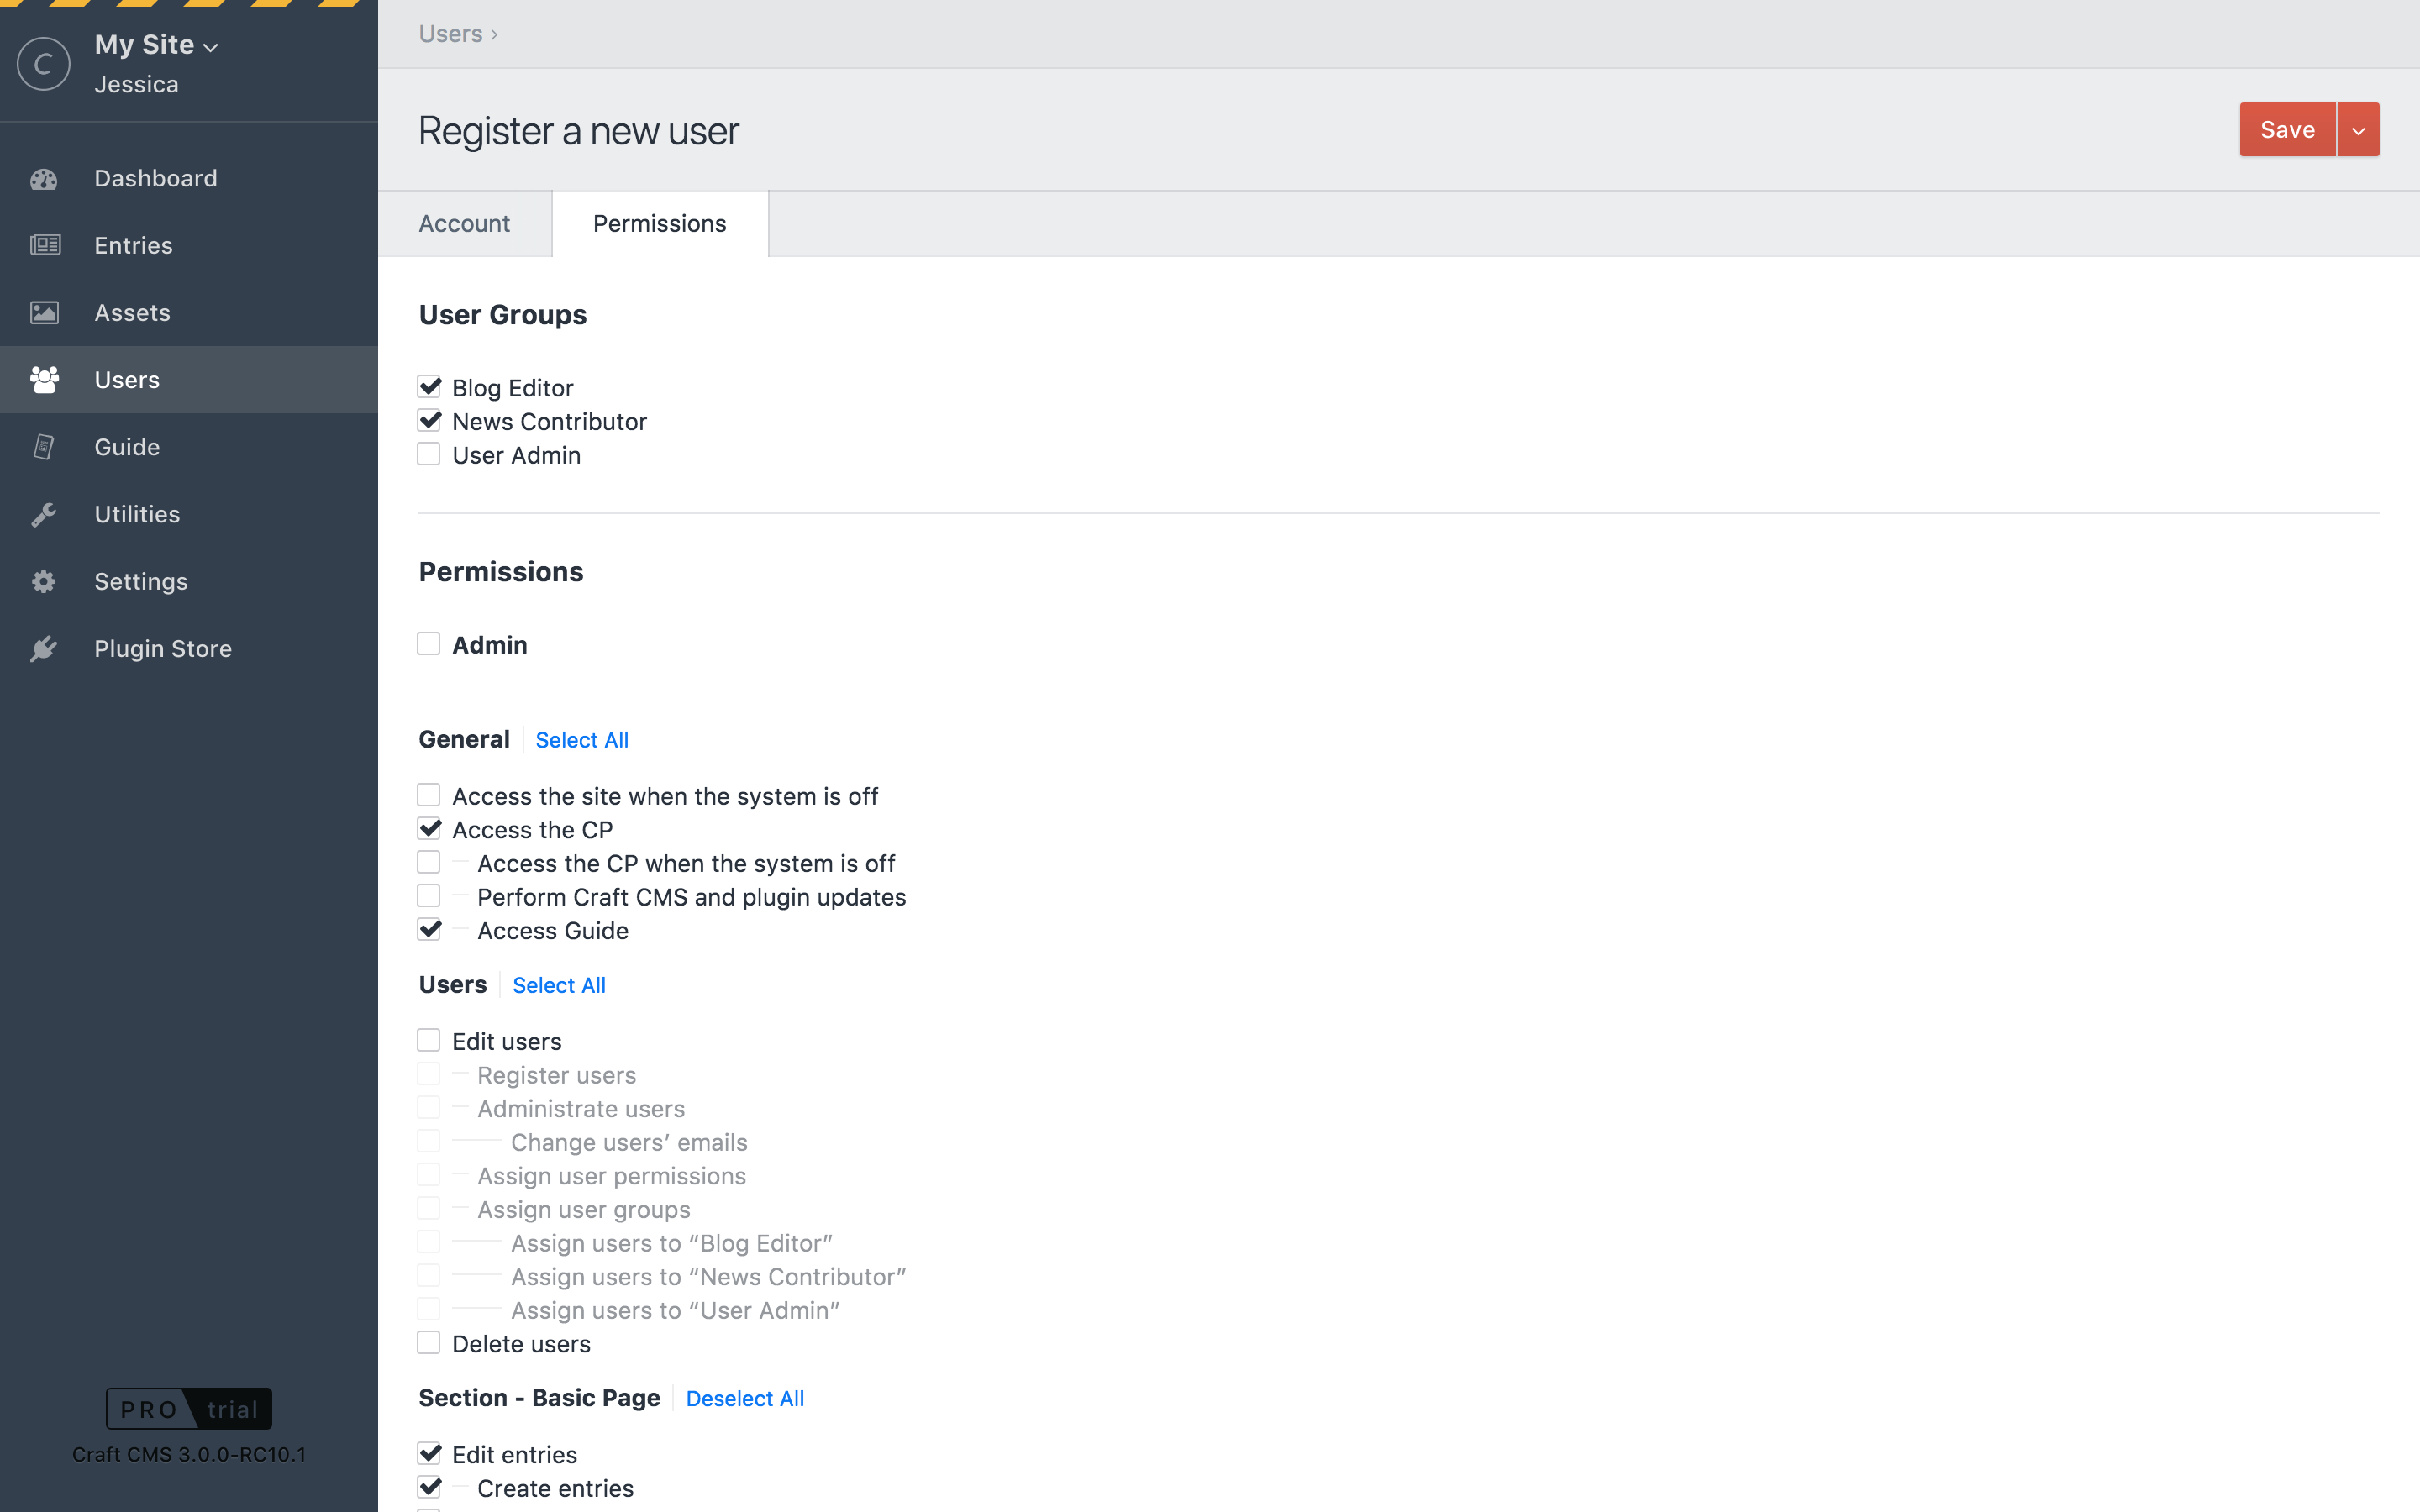 My Site
Jessica
C
Dashboard
Entries
Assets
Users
Guide
Utilities
Settings
Plugin Store
PRO trial
Craft CMS 3.0.0-RC10.1
Users ›
Register a new user
Save
Account
Permissions
User Groups
Blog Editor
News Contributor
User Admin
Permissions
Admin
General Select All
Access the site when the system is off
Access the CP
Access the CP when the system is off
Perform Craft CMS and plugin updates
Access Guide
Users Select All
Edit users
Register users
Administrate users
Change users’ emails
Assign user permissions
Assign user groups
Assign users to “Blog Editor”
Assign users to “News Contributor”
Assign users to “User Admin”
Delete users
Section - Basic Page Deselect All
Edit entries
Create entries